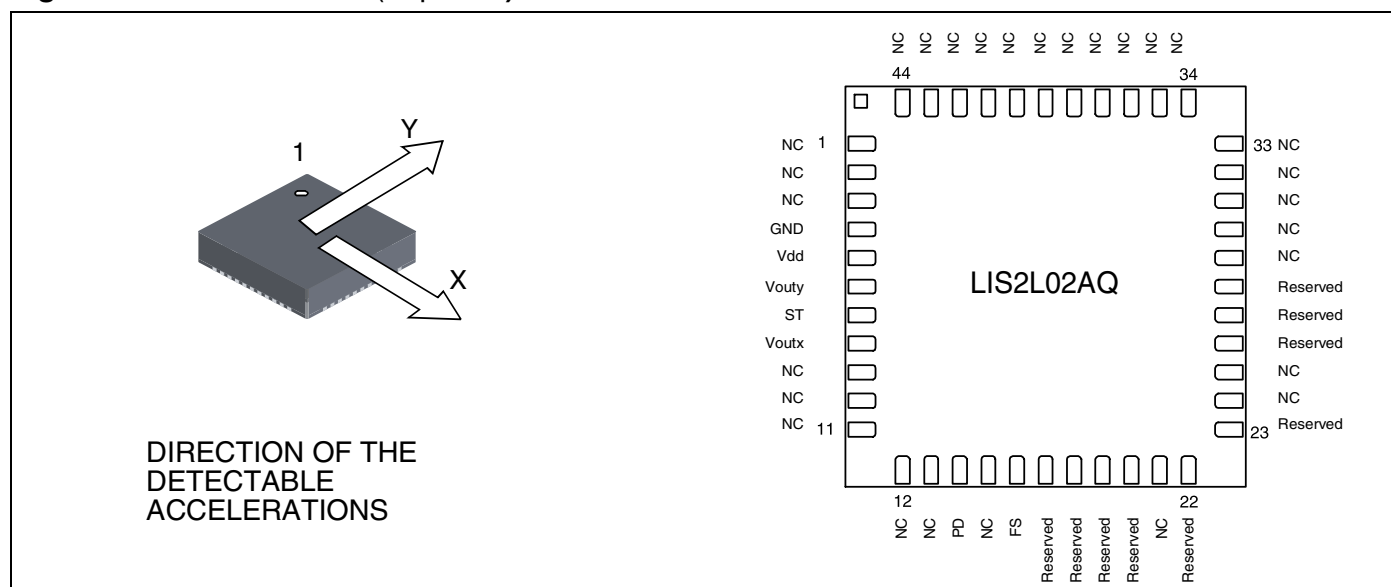 1
Y
X
DIRECTION OF THE
DETECTABLE
ACCELERATIONS
NC NC NC NC NC NC NC NC NC NC NC
44 34
NC 1
NC
NC
GND
Vdd
Vouty
ST
Voutx
NC
NC
NC 11
LIS2L02AQ
33 NC
NC
NC
NC
NC
Reserved
Reserved
Reserved
NC
NC
23 Reserved
12 22
NC NC PD NC FS Reserved Reserved Reserved Reserved NC Reserved